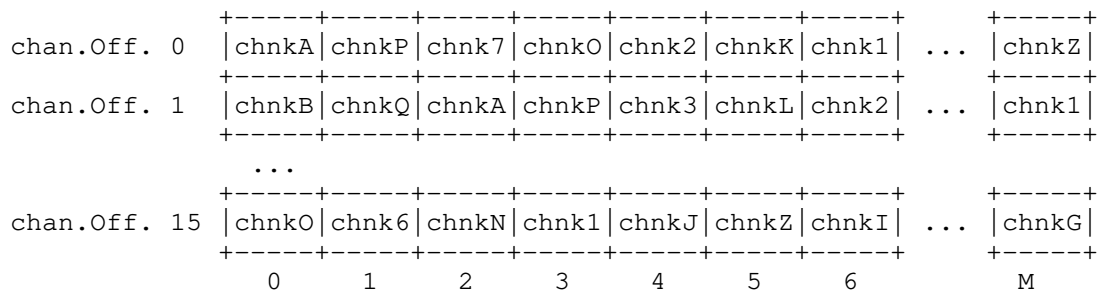 +-----+-----+-----+-----+-----+-----+-----+     +-----+
chan.Off. 0  |chnkA|chnkP|chnk7|chnkO|chnk2|chnkK|chnk1| ... |chnkZ|
             +-----+-----+-----+-----+-----+-----+-----+     +-----+
chan.Off. 1  |chnkB|chnkQ|chnkA|chnkP|chnk3|chnkL|chnk2| ... |chnk1|
             +-----+-----+-----+-----+-----+-----+-----+     +-----+
               ...
             +-----+-----+-----+-----+-----+-----+-----+     +-----+
chan.Off. 15 |chnkO|chnk6|chnkN|chnk1|chnkJ|chnkZ|chnkI| ... |chnkG|
             +-----+-----+-----+-----+-----+-----+-----+     +-----+
                0     1     2     3     4     5     6          M